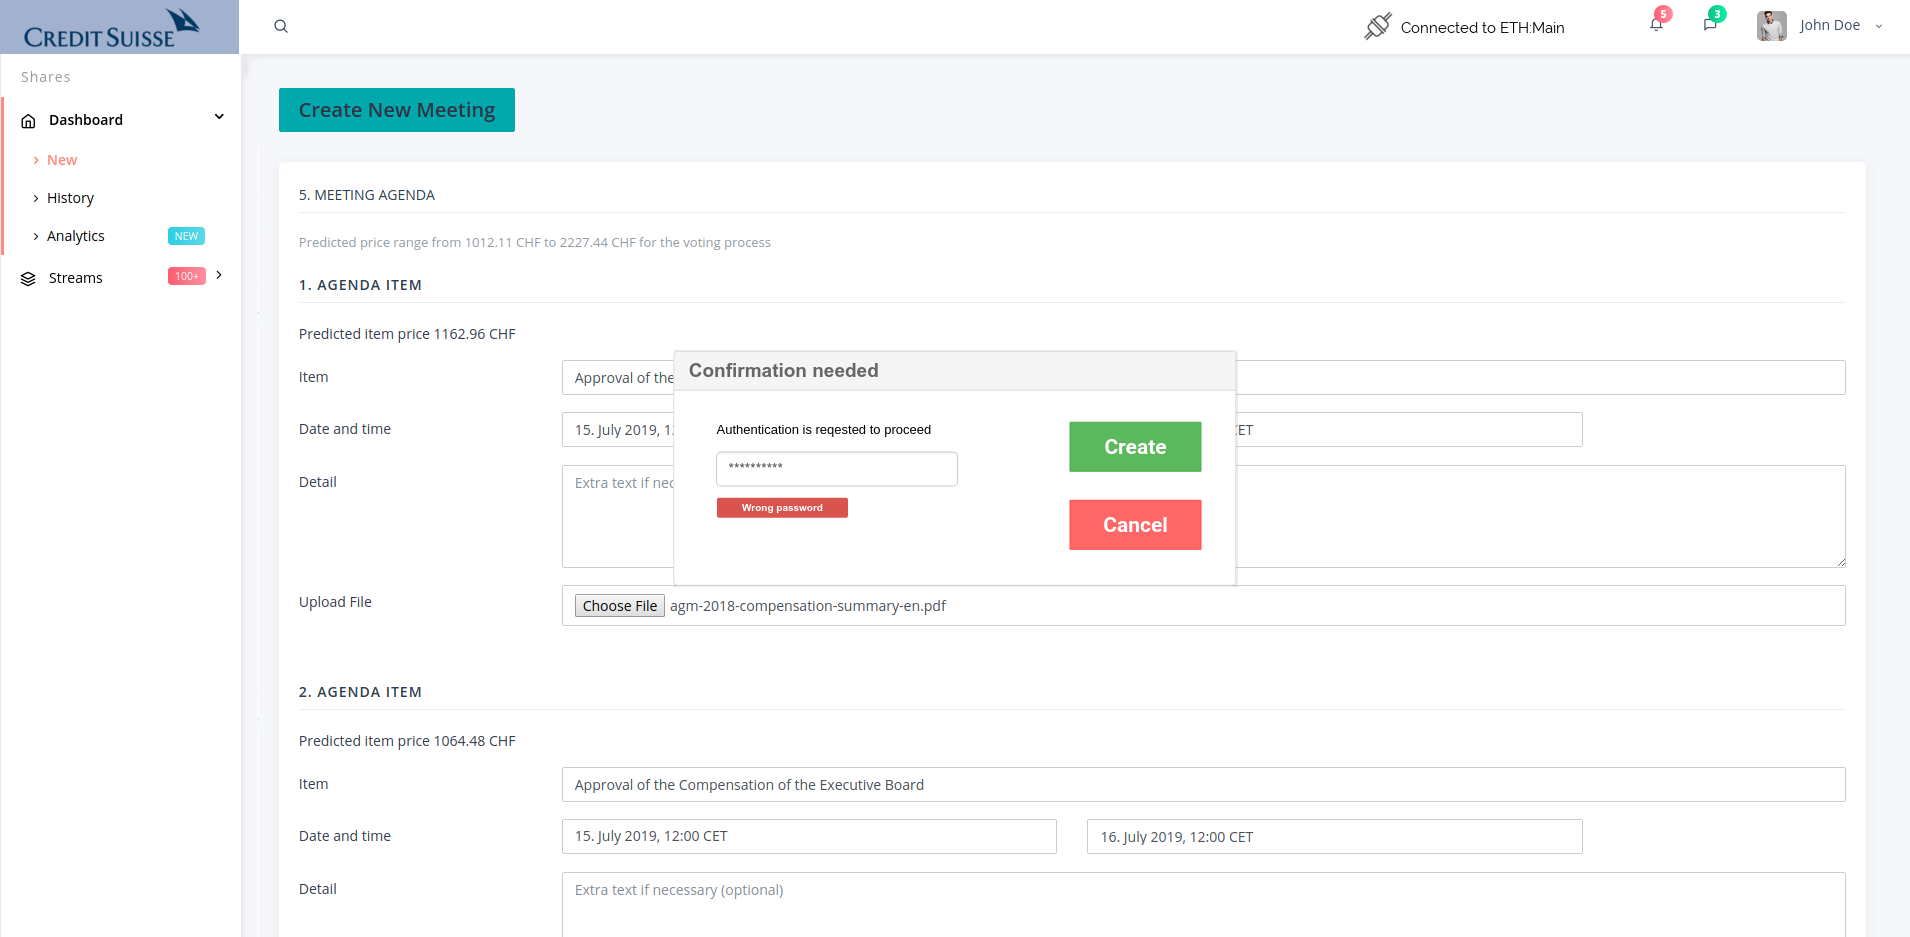 CREDIT SUISSE
Connected to ETH:Main
5
3
John Doe
Shares
Dashboard
New
History
Analytics
NEW
Streams
100+
Create New Meeting
5. MEETING AGENDA
Predicted price range from 1012.11 CHF to 2227.44 CHF for the voting process
1. AGENDA ITEM
Predicted item price 1162.96 CHF
Item
Approval of the
Date and time
15. July 2019, 1
CET
Detail
Extra text if nec
Confirmation needed
Authentication is reqested to proceed
**********
Wrong password
Create
Cancel
Upload File
Choose File agm-2018-compensation-summary-en.pdf
2. AGENDA ITEM
Predicted item price 1064.48 CHF
Item
Approval of the Compensation of the Executive Board
Date and time
15. July 2019, 12:00 CET
16. July 2019, 12:00 CET
Detail
Extra text if necessary (optional)